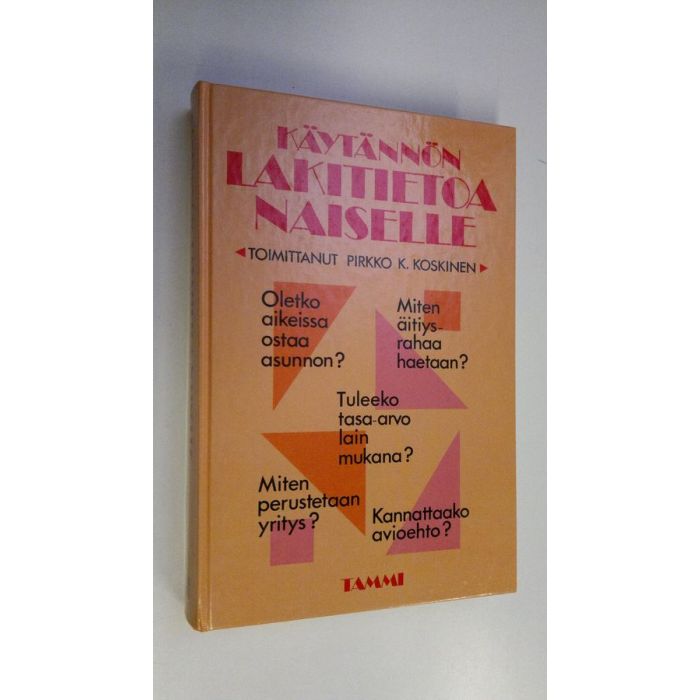 KÄYTÄNNÖN
LAKITIETOA
NAISELLE
TOIMITTANUT PIRKKO K. KOSKINEN
Oletko
aikeissa
ostaa
asunnon?
Miten
äitiys-
rahaa
haetaan?
Tuleeko
tasa-arvo
lain
mukana?
Miten
perustetaan
yritys?
Kannattaako
avioehto?
TAMMI